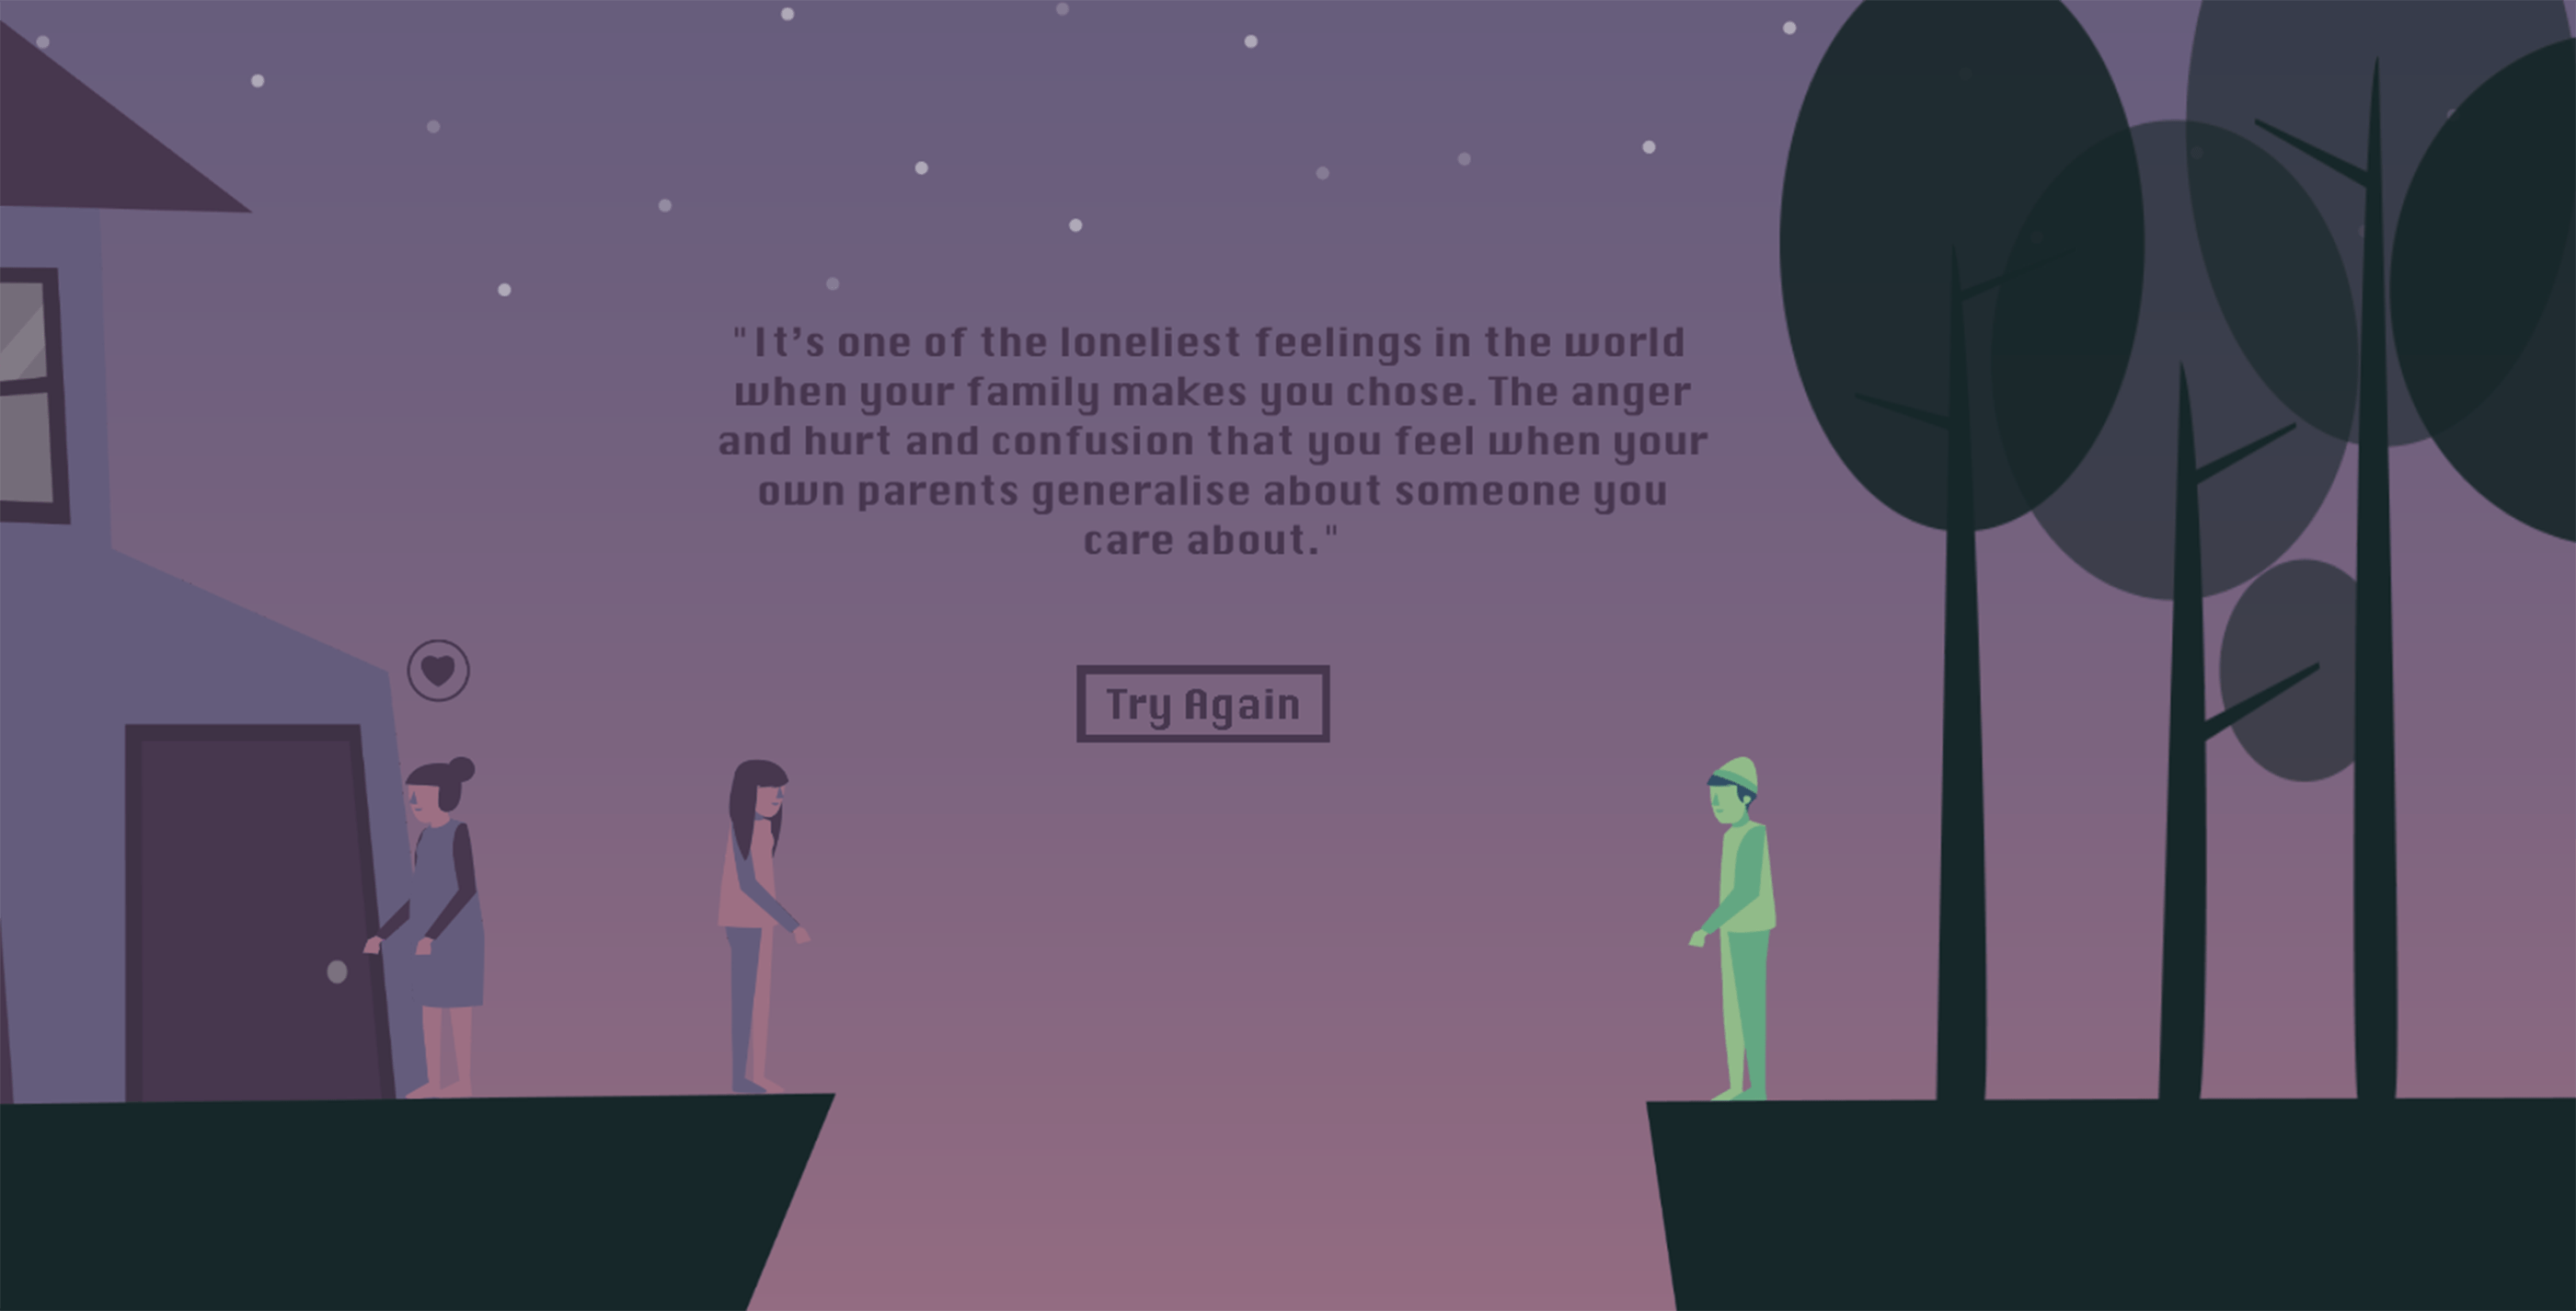 "It’s one of the loneliest feelings in the world
when your family makes you chose. The anger
and hurt and confusion that you feel when your
own parents generalise about someone you
care about."
Try Again